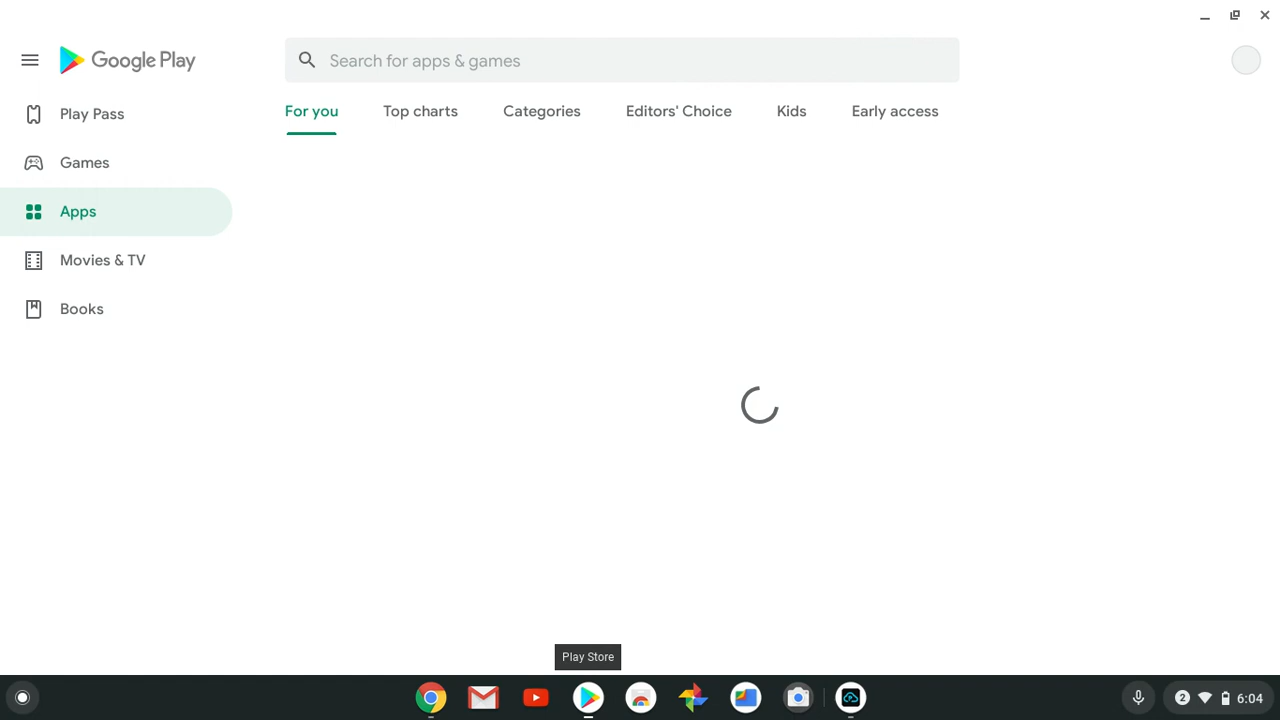 Google Play
Search for apps & games
For you
Top charts
Categories
Editors' Choice
Kids
Early access
Play Pass
Games
Apps
Movies & TV
Books
Play Store
2
6:04